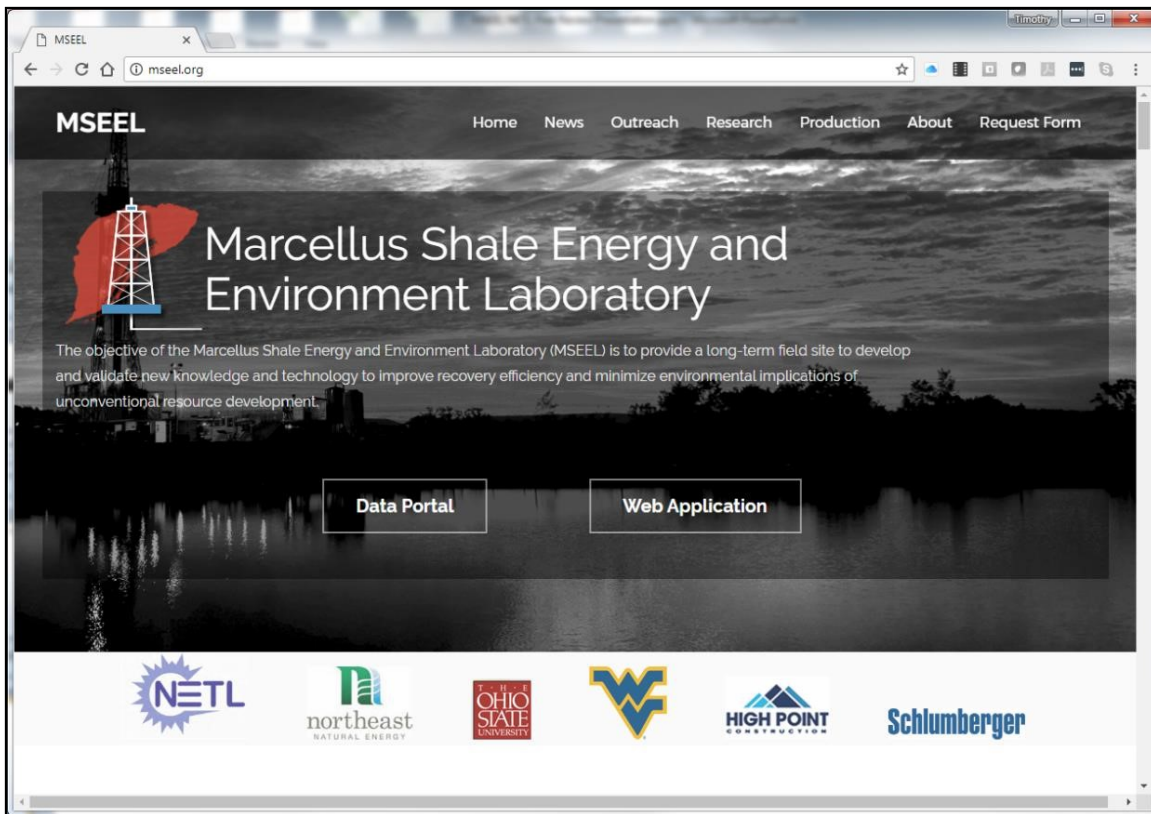 Timothy
MSEEL
mseel.org
MSEEL
Home News Outreach Research Production About Request Form
Marcellus Shale Energy and
Environment Laboratory
The objective of the Marcellus Shale Energy and Environment Laboratory (MSEEL) is to provide a long-term field site to develop
and validate new knowledge and technology to improve recovery efficiency and minimize environmental implications of
unconventional resource development.
Data Portal Web Application
NETL
northeast
NATURAL ENERGY
T · H · E
OHIO
STATE
UNIVERSITY
WV
HIGH POINT
CONSTRUCTION
Schlumberger